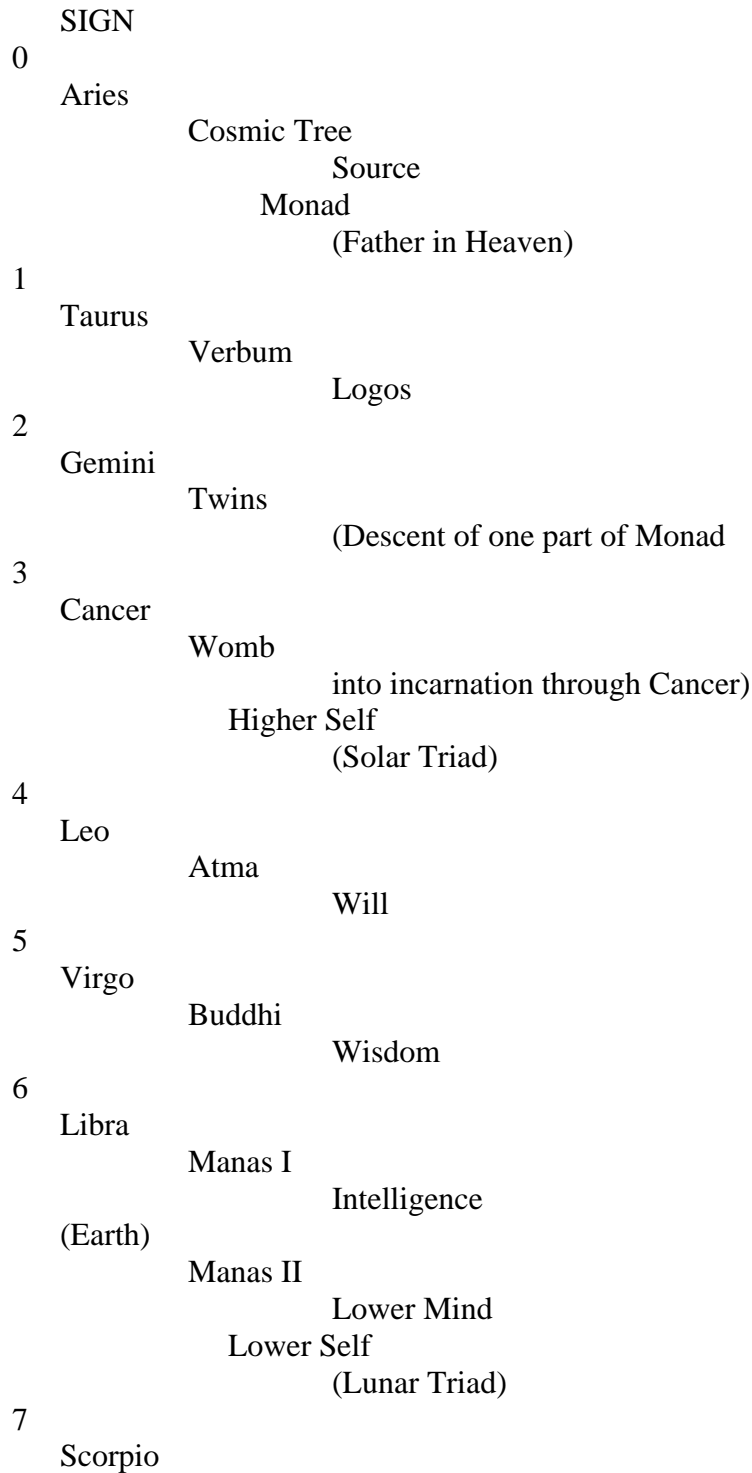 SIGN
0
Aries
Cosmic Tree
Source
Monad
(Father in Heaven)
1
Taurus
Verbum
Logos
2
Gemini
Twins
(Descent of one part of Monad
3
Cancer
Womb
into incarnation through Cancer)
Higher Self
(Solar Triad)
4
Leo
Atma
Will
5
Virgo
Buddhi
Wisdom
6
Libra
Manas I
Intelligence
(Earth)
Manas II
Lower Mind
Lower Self
(Lunar Triad)
7
Scorpio